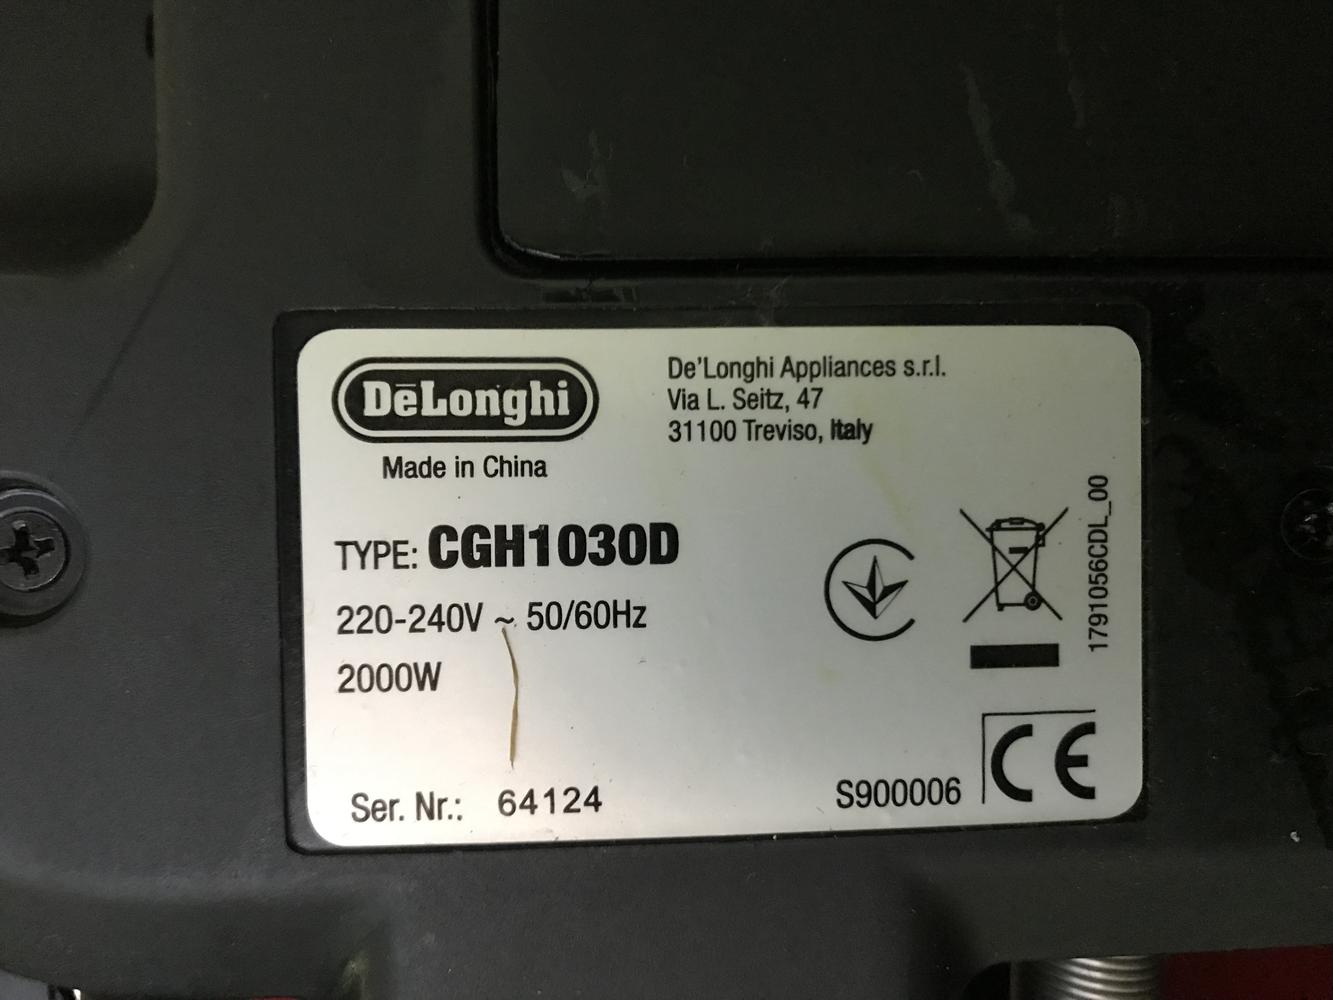 DēLonghi
Made in China
De'Longhi Appliances s.r.l.
Via L. Seitz, 47
31100 Treviso, Italy
TYPE: CGH1030D
220-240V ~ 50/60Hz
2000W
Ser. Nr.: 64124
S900006
CE
1791056CDL_00